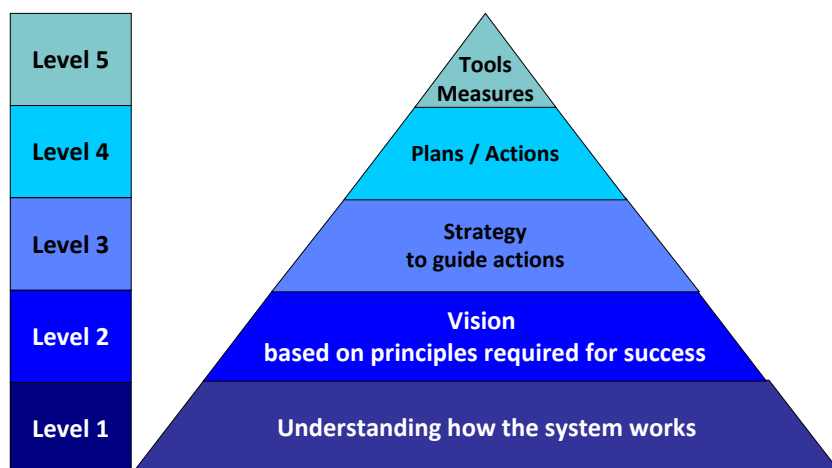 Level 5
Tools
Measures
Level 4
Plans / Actions
Level 3
Strategy
to guide actions
Level 2
Vision
based on principles required for success
Level 1
Understanding how the system works